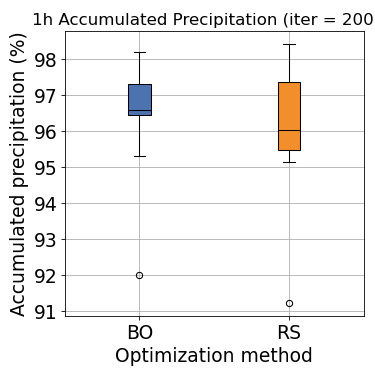 1h Accumulated Precipitation (iter = 200
Accumulated precipitation (%)
98
97
96
95
94
93
92
91
BO RS
Optimization method